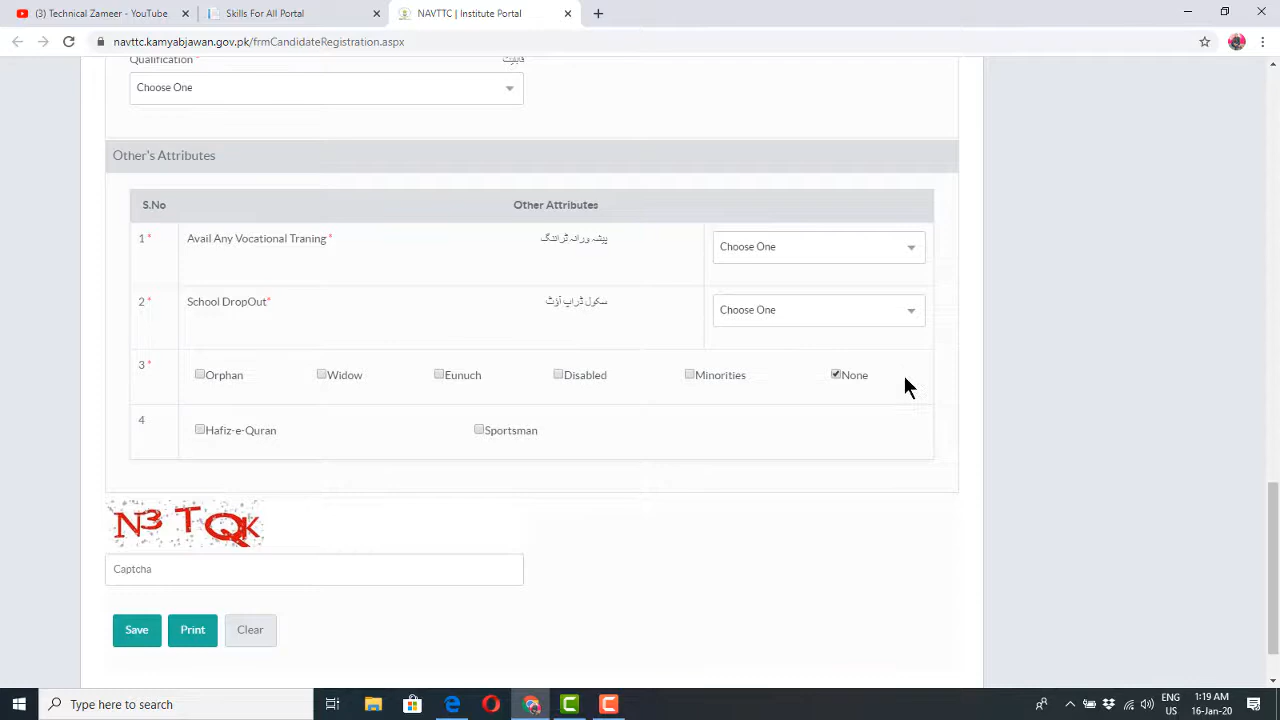 (3) Technical Zameer - YouTube
Skills For All Portal
NAVTTC | Institute Portal
navttc.kamyabjawan.gov.pk/frmCandidateRegistration.aspx
Qualification * قابلیت
Choose One
Other's Attributes
S.No Other Attributes
1 * Avail Any Vocational Traning * پیشہ ورانہ ٹرائنگ Choose One
2 * School DropOut* سکول ڈراپ آؤٹ Choose One
3 * Orphan Widow Eunuch Disabled Minorities None
4 Hafiz-e-Quran Sportsman
N3TQK
Captcha
Save Print Clear
Type here to search
ENG 1:19 AM
US 16-Jan-20